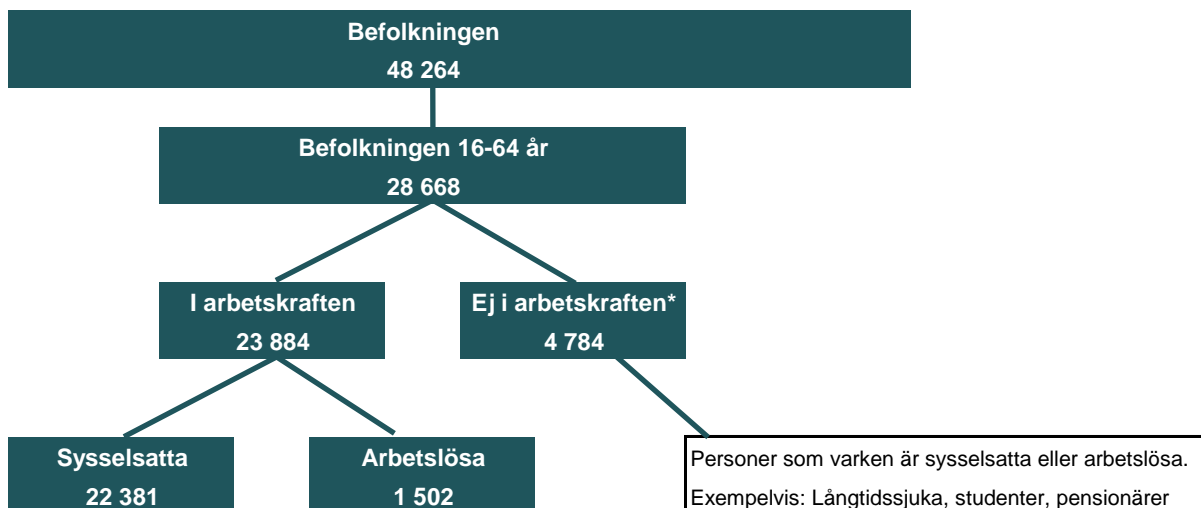 Befolkningen
48 264
Befolkningen 16-64 år
28 668
I arbetskraften
23 884
Ej i arbetskraften*
4 784
Sysselsatta
22 381
Arbetslösa
1 502
Personer som varken är sysselsatta eller arbetslösa.
Exempelvis: Långtidssjuka, studenter, pensionärer